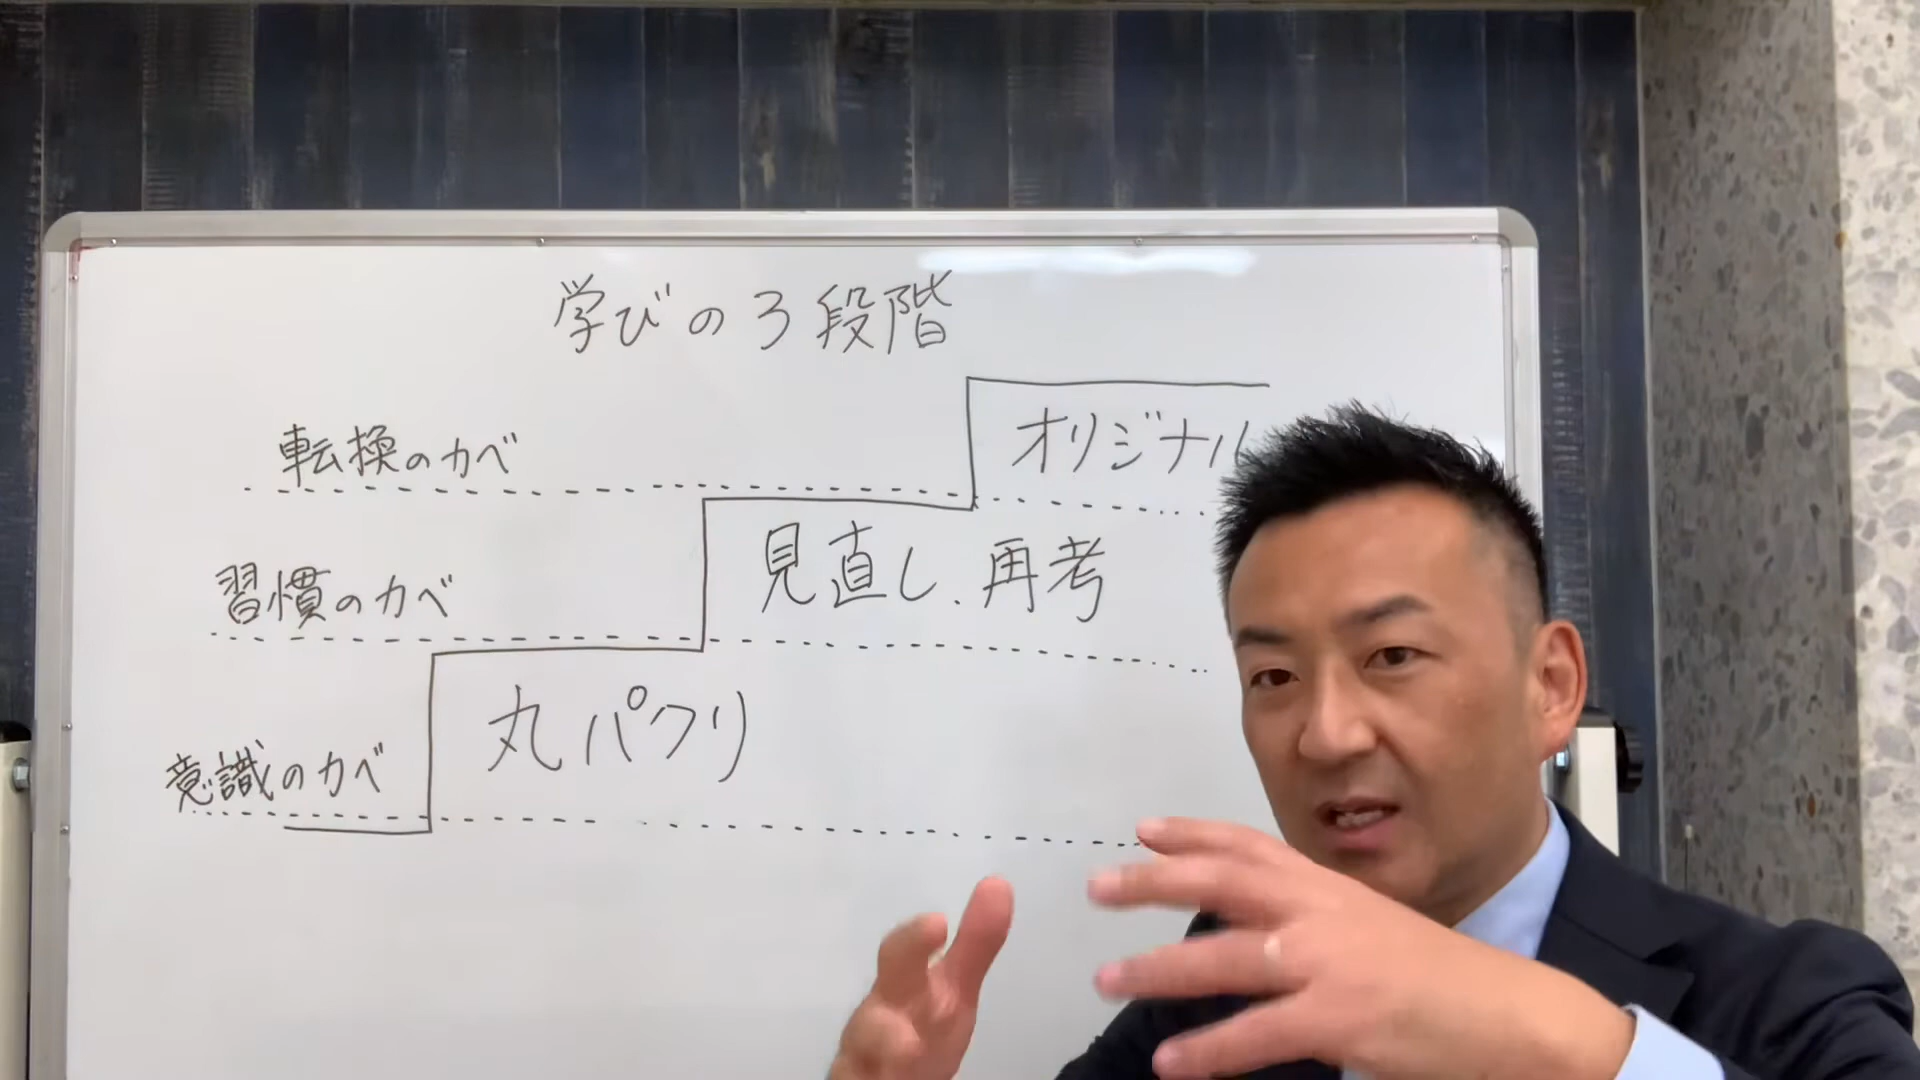 学びの3段階
転換のカベ
オリジナル
習慣のカベ
見直し、再考
意識のカベ
丸パクリ